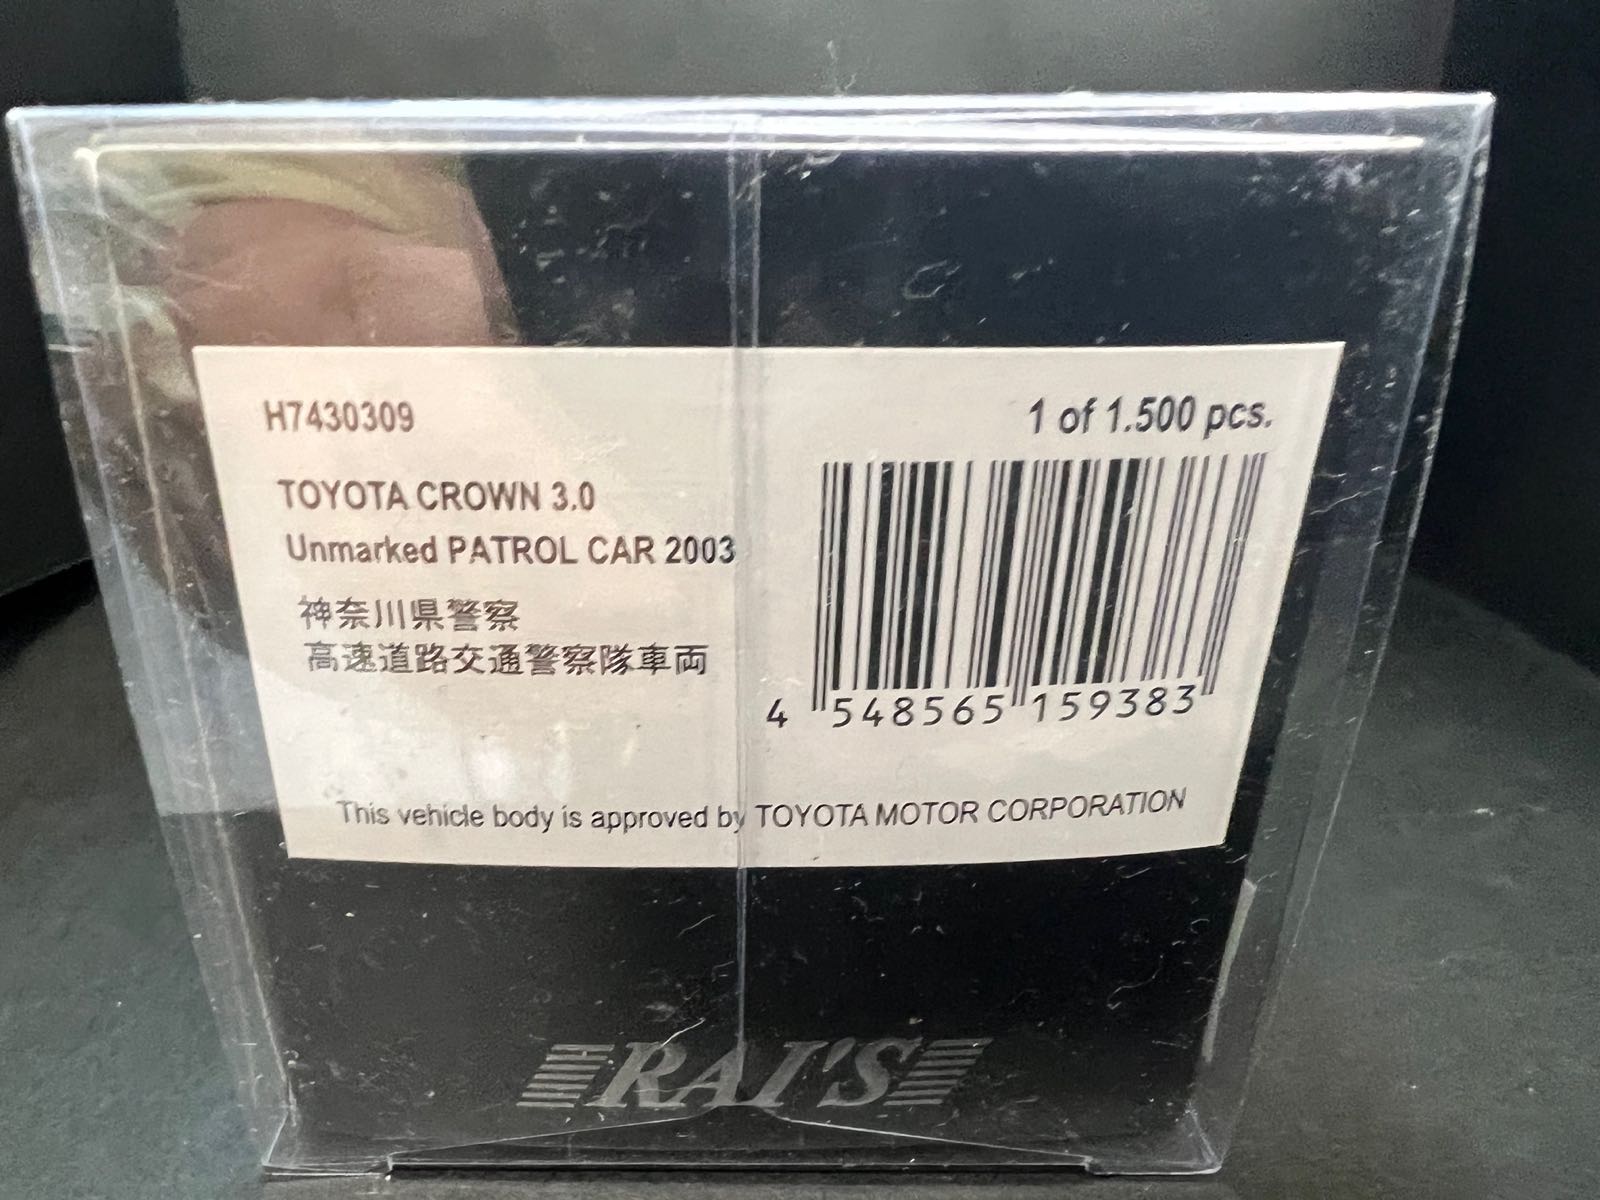 H7430309
1 of 1.500 pcs.
TOYOTA CROWN 3.0
Unmarked PATROL CAR 2003
神奈川県警察
高速道路交通警察隊車両
4 548565 159383
This vehicle body is approved by TOYOTA MOTOR CORPORATION
RAI'S